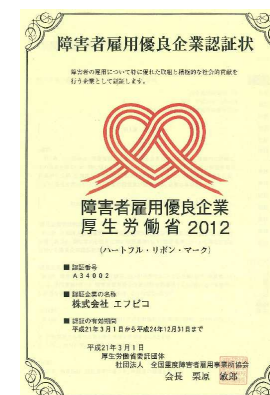 障害者雇用優良企業認証状
障害者の雇用について特に優れた取組と積極的な社会的貢献を
行う企業として認証します。
障害者雇用優良企業
厚生労働省 2012
(ハートフル・リボン・マーク)
■ 認証番号
A34002
■ 認証企業の名称
株式会社 エフピコ
■ 認証の有効期間
平成21年3月1日から平成24年12月31日まで
平成21年3月1日
厚生労働省委託団体
社団法人 全国重度障害者雇用事業所協会
会長 栗原 敏郎